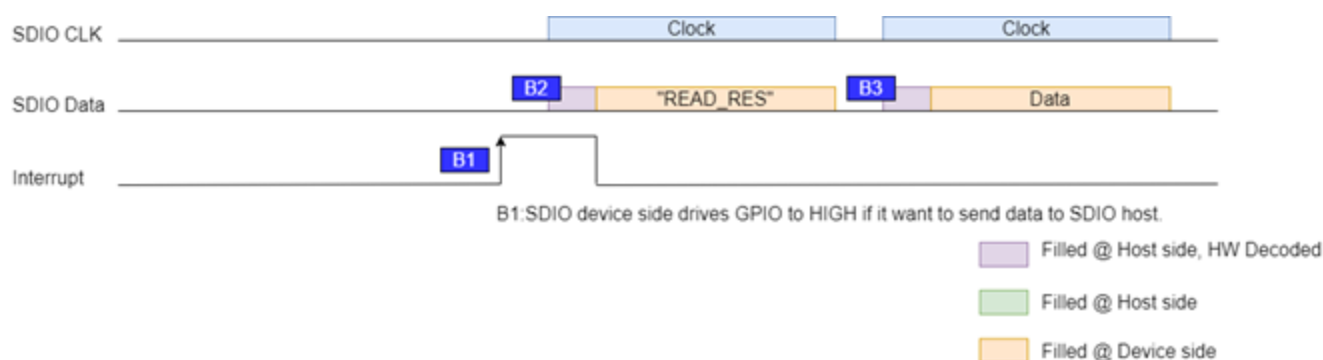 SDIO CLK
Clock
Clock
SDIO Data
B2
"READ_RES"
B3
Data
Interrupt
B1
B1:SDIO device side drives GPIO to HIGH if it want to send data to SDIO host.
Filled @ Host side, HW Decoded
Filled @ Host side
Filled @ Device side